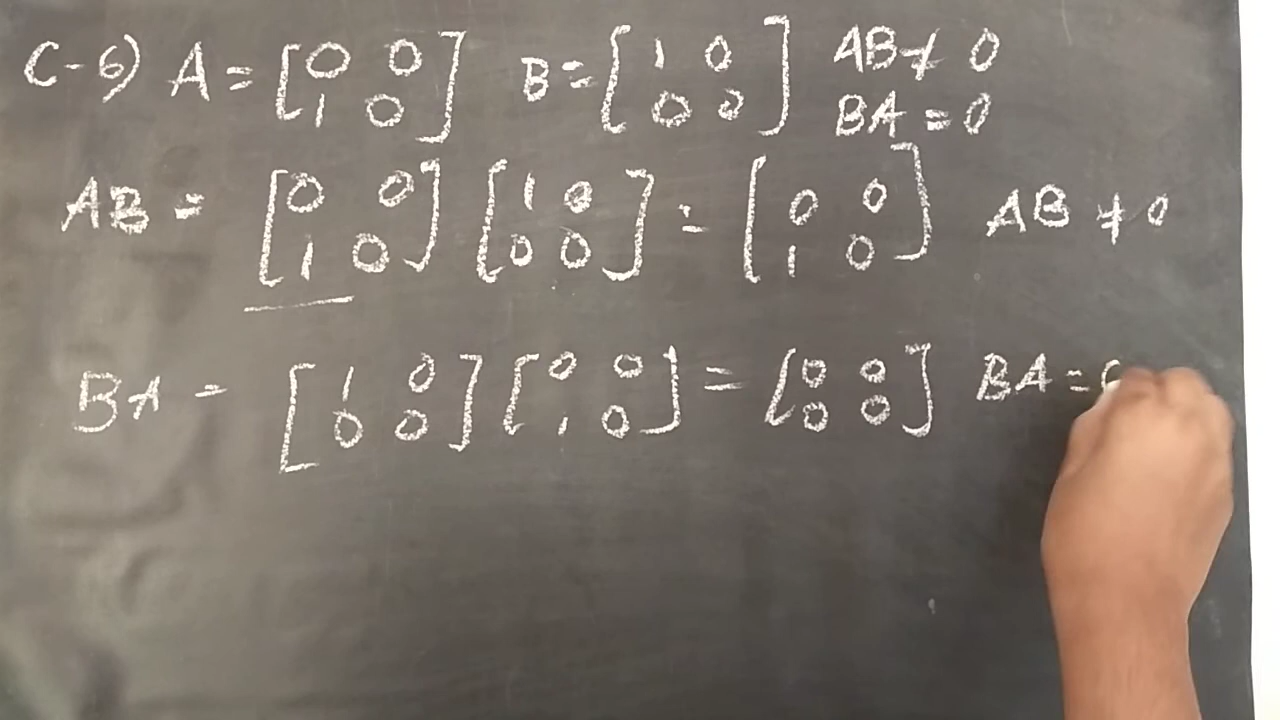 C-6) A = [0 0 1 0] B = [1 0 0 0] AB ≠ 0
BA = 0
AB = [0 0 1 0] [1 0 0 0] = [0 0 1 0] AB ≠ 0
BA = [1 0 0 0] [0 0 1 0] = [0 0 0 0] BA =